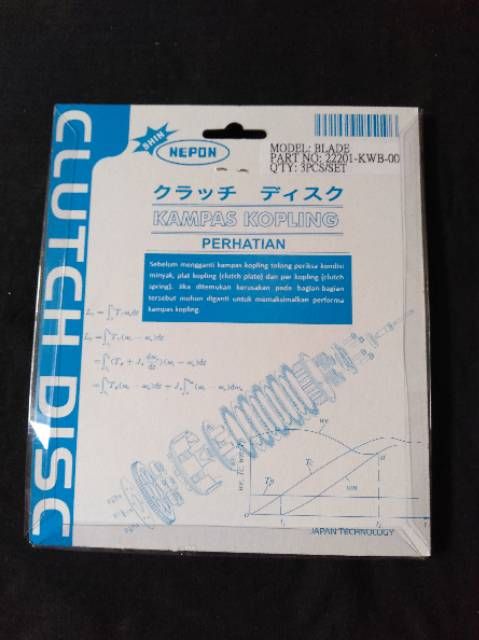 CLUTCH DISC
SHIN
NEPON
MODEL: BLADE
PART NO: 22201-KWB-00
Q'TY: 3PCS/SET
クラッチ ディスク
KAMPAS KOPLING
PERHATIAN
Sebelum mengganti kampas kopling tolong periksa kondisi
minyak, plat kopling (clutch plate) dan per kopling (clutch
spring). Jika ditemukan kerusakan pada bagian-bagian
tersebut mohon diganti untuk memaksimalkan performa
kampas kopling.
JAPAN TECHNOLOGY